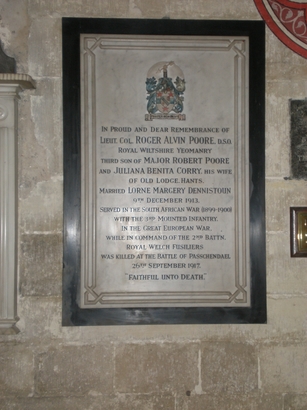 IN PROUD AND DEAR REMEMBRANCE OF
LIEUT COL. ROGER ALVIN POORE, D.S.O.
ROYAL WILTSHIRE YEOMANRY
THIRD SON OF MAJOR ROBERT POORE
AND JULIANA BENITA CORRY, HIS WIFE
OF OLD LODGE HANTS.
MARRIED LORNE MARGERY DENNISTOUN
9TH DECEMBER 1913.
SERVED IN THE SOUTH AFRICAN WAR (1899-1901)
WITH THE 3RD MOUNTED INFANTRY.
IN THE GREAT EUROPEAN WAR,
WHILE IN COMMAND OF THE 2ND BATTN.
ROYAL WELCH FUSILIERS
WAS KILLED AT THE BATTLE OF PASSCHENDAEL
26TH SEPTEMBER 1917.
"FAITHFUL UNTO DEATH."